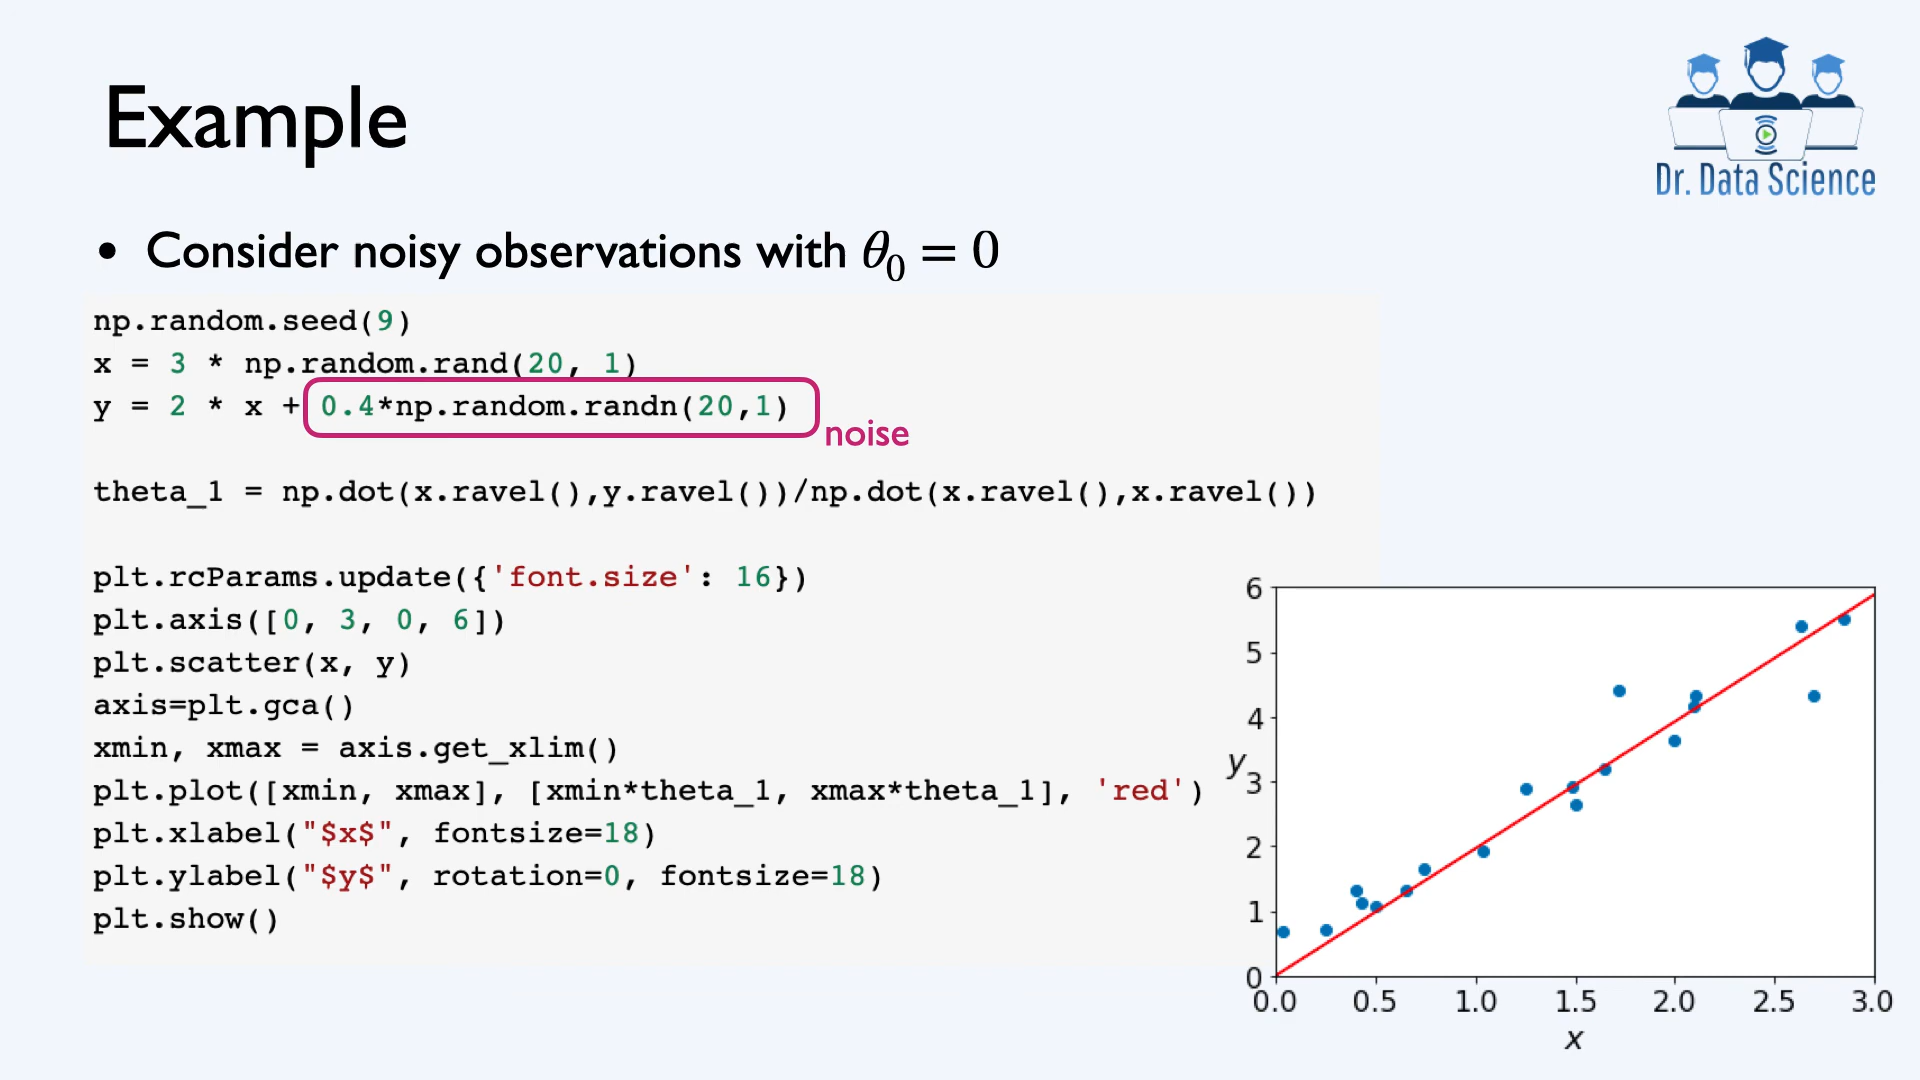 Example
Dr. Data Science
• Consider noisy observations with θ₀ = 0
np.random.seed(9)
x = 3 * np.random.rand(20, 1)
y = 2 * x + 0.4*np.random.randn(20,1)
noise
theta_1 = np.dot(x.ravel(),y.ravel())/np.dot(x.ravel(),x.ravel())
plt.rcParams.update({'font.size': 16})
plt.axis([0, 3, 0, 6])
plt.scatter(x, y)
axis=plt.gca()
xmin, xmax = axis.get_xlim()
plt.plot([xmin, xmax], [xmin*theta_1, xmax*theta_1], 'red')
plt.xlabel("$x$", fontsize=18)
plt.ylabel("$y$", rotation=0, fontsize=18)
plt.show()
6
5
4
y
3
2
1
0
0.0 0.5 1.0 1.5 2.0 2.5 3.0
x